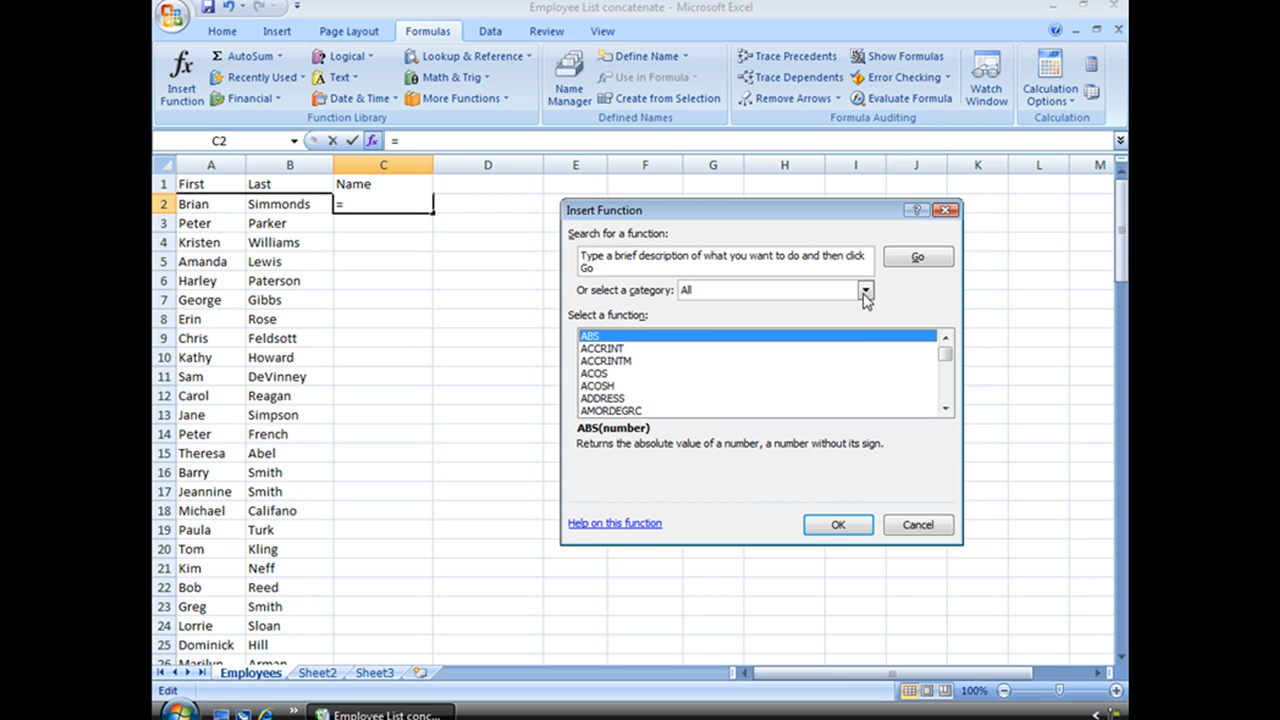 Employee List concatenate - Microsoft Excel
Home Insert Page Layout Formulas Data Review View
fx Σ AutoSum Logical Lookup & Reference Define Name Trace Precedents Show Formulas
Insert Function Recently Used Text Math & Trig Name Manager Use in Formula Trace Dependents Error Checking Watch Window Calculation Options
Financial Date & Time More Functions Create from Selection Remove Arrows Evaluate Formula
Function Library Defined Names Formula Auditing Calculation
C2 fx =
A B C D E F G H I J K L M
1 First Last Name
2 Brian Simmonds =
3 Peter Parker
4 Kristen Williams
5 Amanda Lewis
6 Harley Paterson
7 George Gibbs
8 Erin Rose
9 Chris Feldsott
10 Kathy Howard
11 Sam DeVinney
12 Carol Reagan
13 Jane Simpson
14 Peter French
15 Theresa Abel
16 Barry Smith
17 Jeannine Smith
18 Michael Califano
19 Paula Turk
20 Tom Kling
21 Kim Neff
22 Bob Reed
23 Greg Smith
24 Lorrie Sloan
25 Dominick Hill
26 Marilyn Arman
Insert Function
Search for a function:
Type a brief description of what you want to do and then click
Go
Go
Or select a category: All
Select a function:
ABS
ACCRINT
ACCRINTM
ACOS
ACOSH
ADDRESS
AMORDEGRC
ABS(number)
Returns the absolute value of a number, a number without its sign.
Help on this function OK Cancel
Employees Sheet2 Sheet3
Edit 100%
Employee List conc...